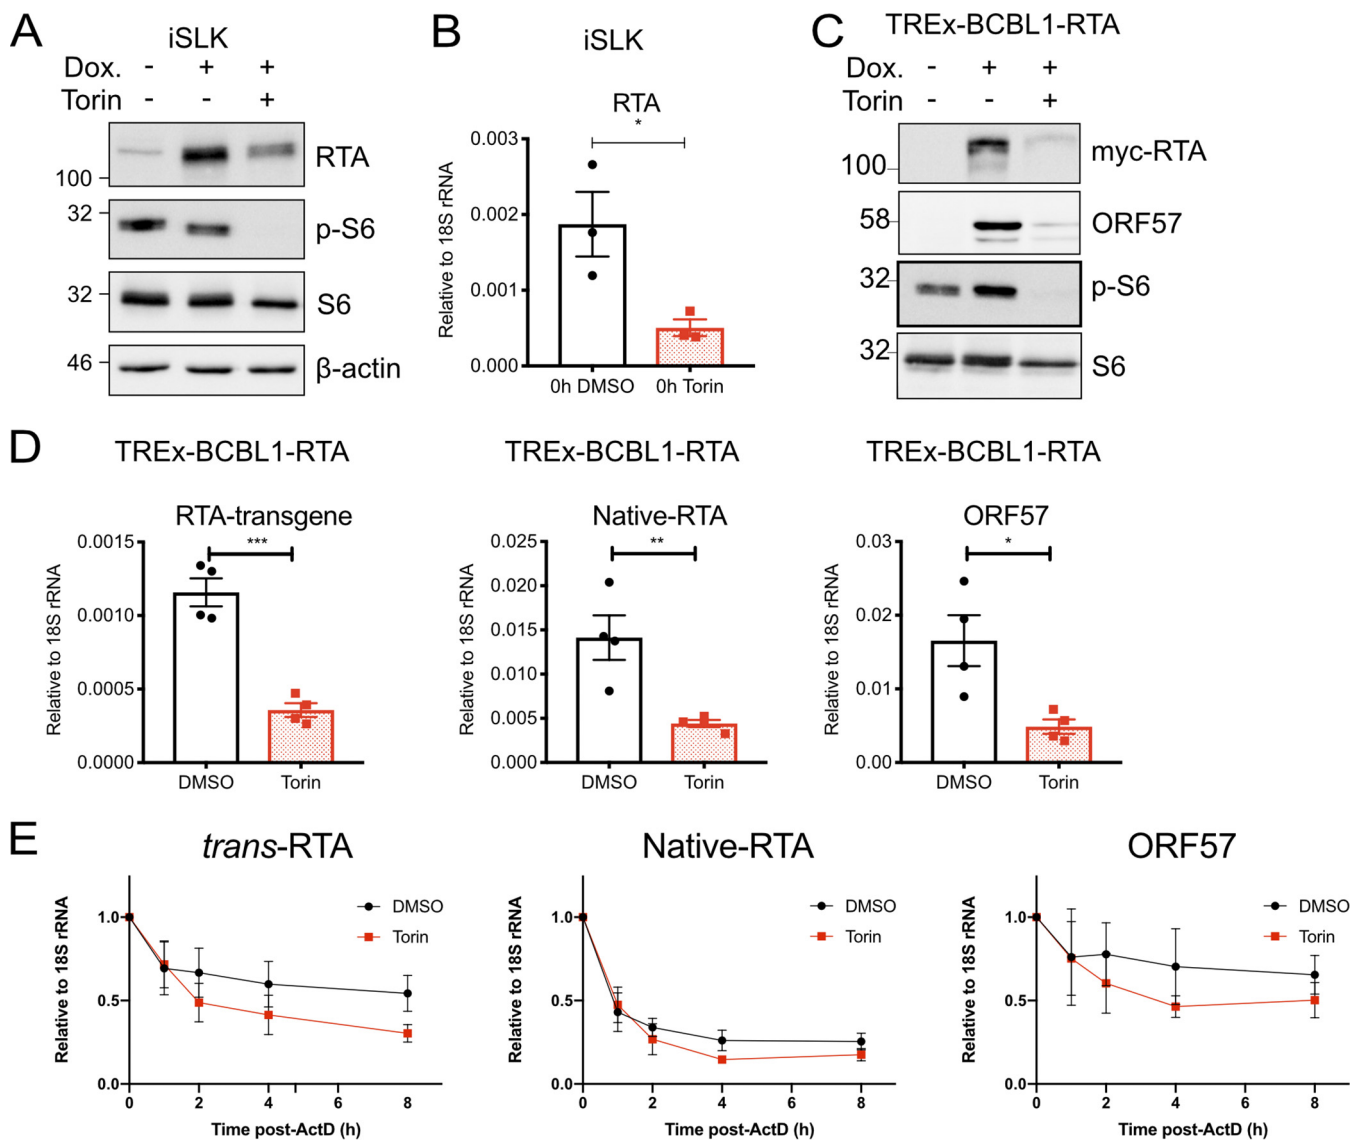 A
iSLK
Dox. - + +
Torin - - +
RTA
100
32
p-S6
32
S6
46
β-actin
B
iSLK
RTA
*
Relative to 18S rRNA
0.003
0.002
0.001
0.000
0h DMSO 0h Torin
C
TREx-BCBL1-RTA
Dox. - + +
Torin - - +
myc-RTA
100
58
ORF57
32
p-S6
32
S6
D
TREx-BCBL1-RTA
RTA-transgene
***
Relative to 18S rRNA
0.0015
0.0010
0.0005
0.0000
DMSO Torin
TREx-BCBL1-RTA
Native-RTA
**
Relative to 18S rRNA
0.025
0.020
0.015
0.010
0.005
0.000
DMSO Torin
TREx-BCBL1-RTA
ORF57
*
Relative to 18S rRNA
0.03
0.02
0.01
0.00
DMSO Torin
E
trans-RTA
Relative to 18S rRNA
1.0
0.5
0.0
DMSO
Torin
0 2 4 6 8
Time post-ActD (h)
Native-RTA
Relative to 18S rRNA
1.0
0.5
0.0
DMSO
Torin
0 2 4 6 8
Time post-ActD (h)
ORF57
Relative to 18S rRNA
1.0
0.5
0.0
DMSO
Torin
0 2 4 6 8
Time post-ActD (h)